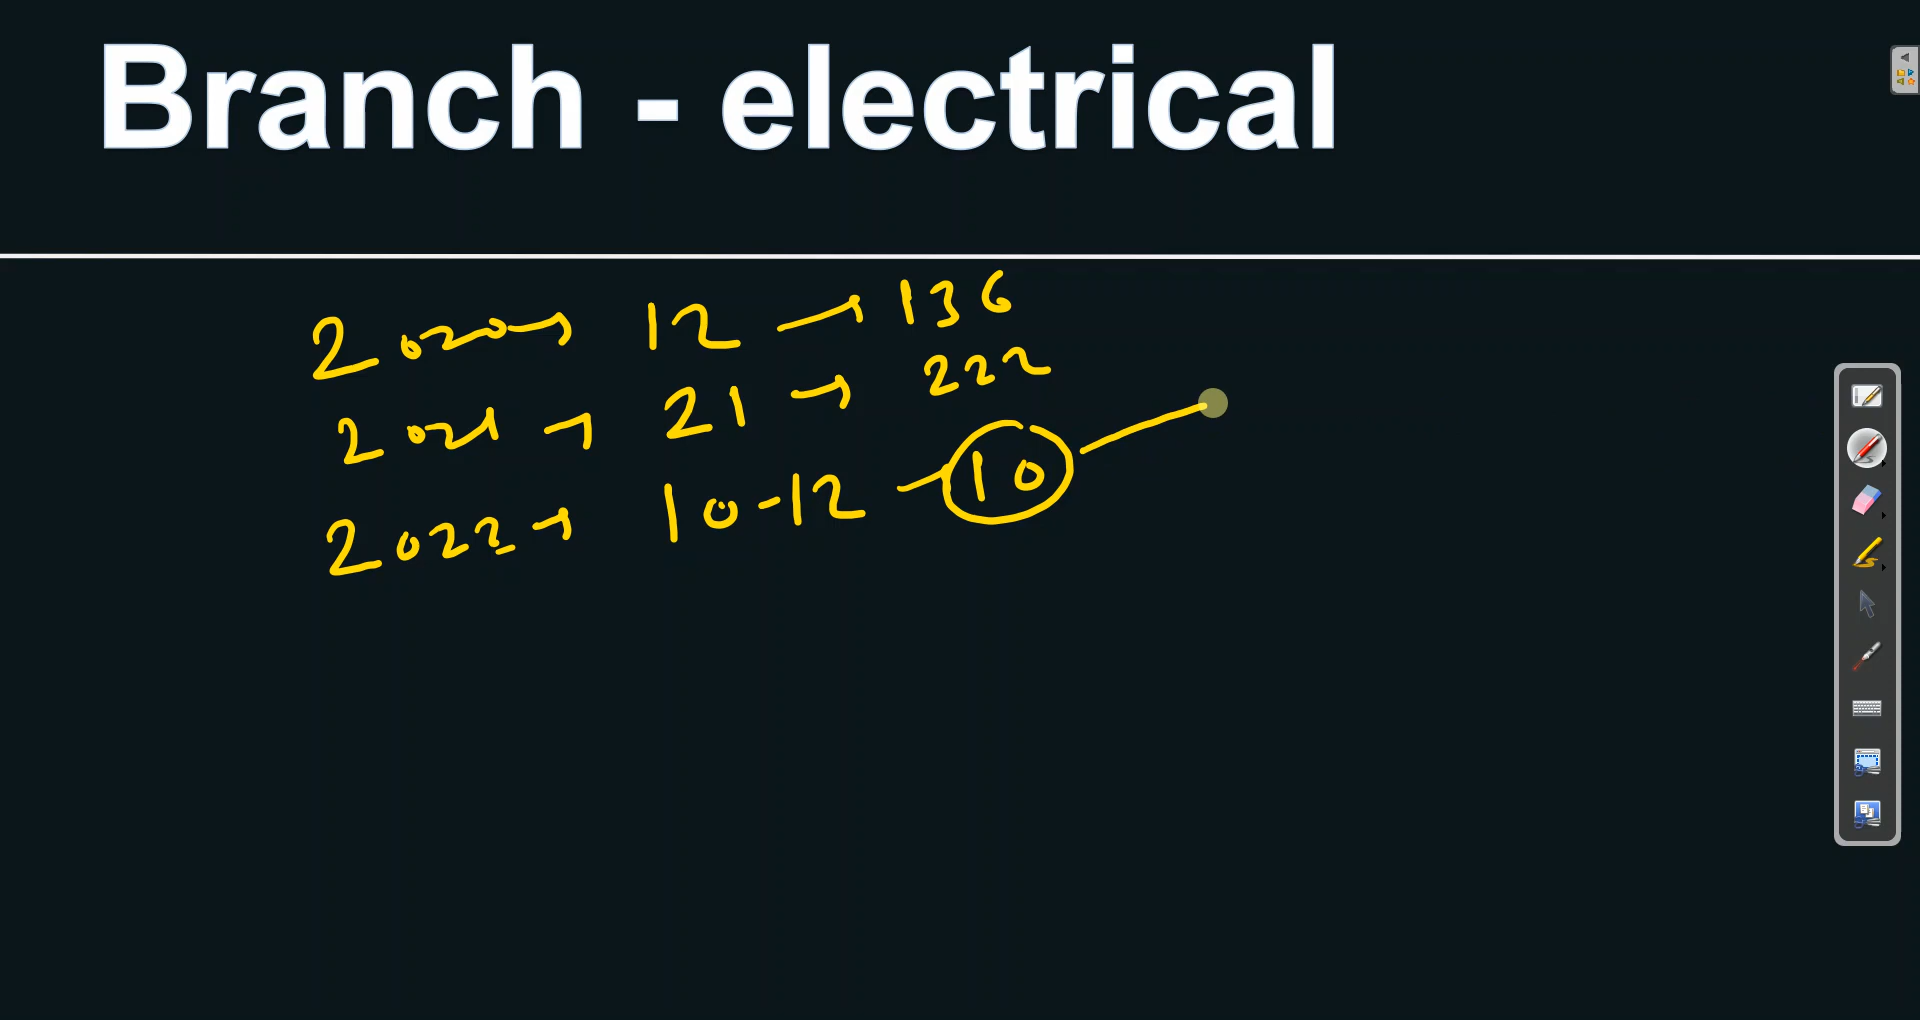 Branch - electrical
2020 → 12 → 136
2021 → 21 → 222
2022 → 10-12 - 10